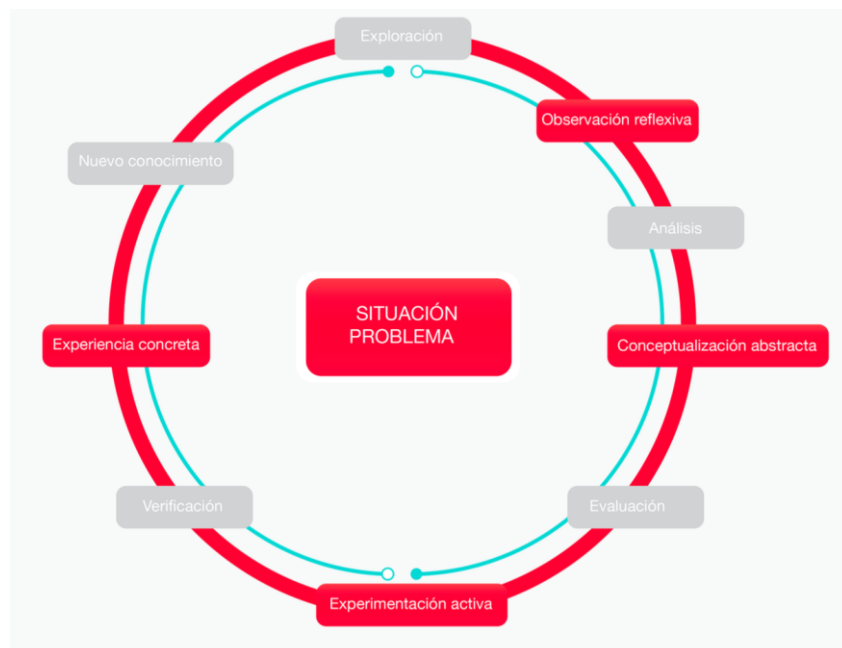 Exploración
Observación reflexiva
Nuevo conocimiento
Análisis
SITUACIÓN
PROBLEMA
Experiencia concreta
Conceptualización abstracta
Verificación
Evaluación
Experimentación activa